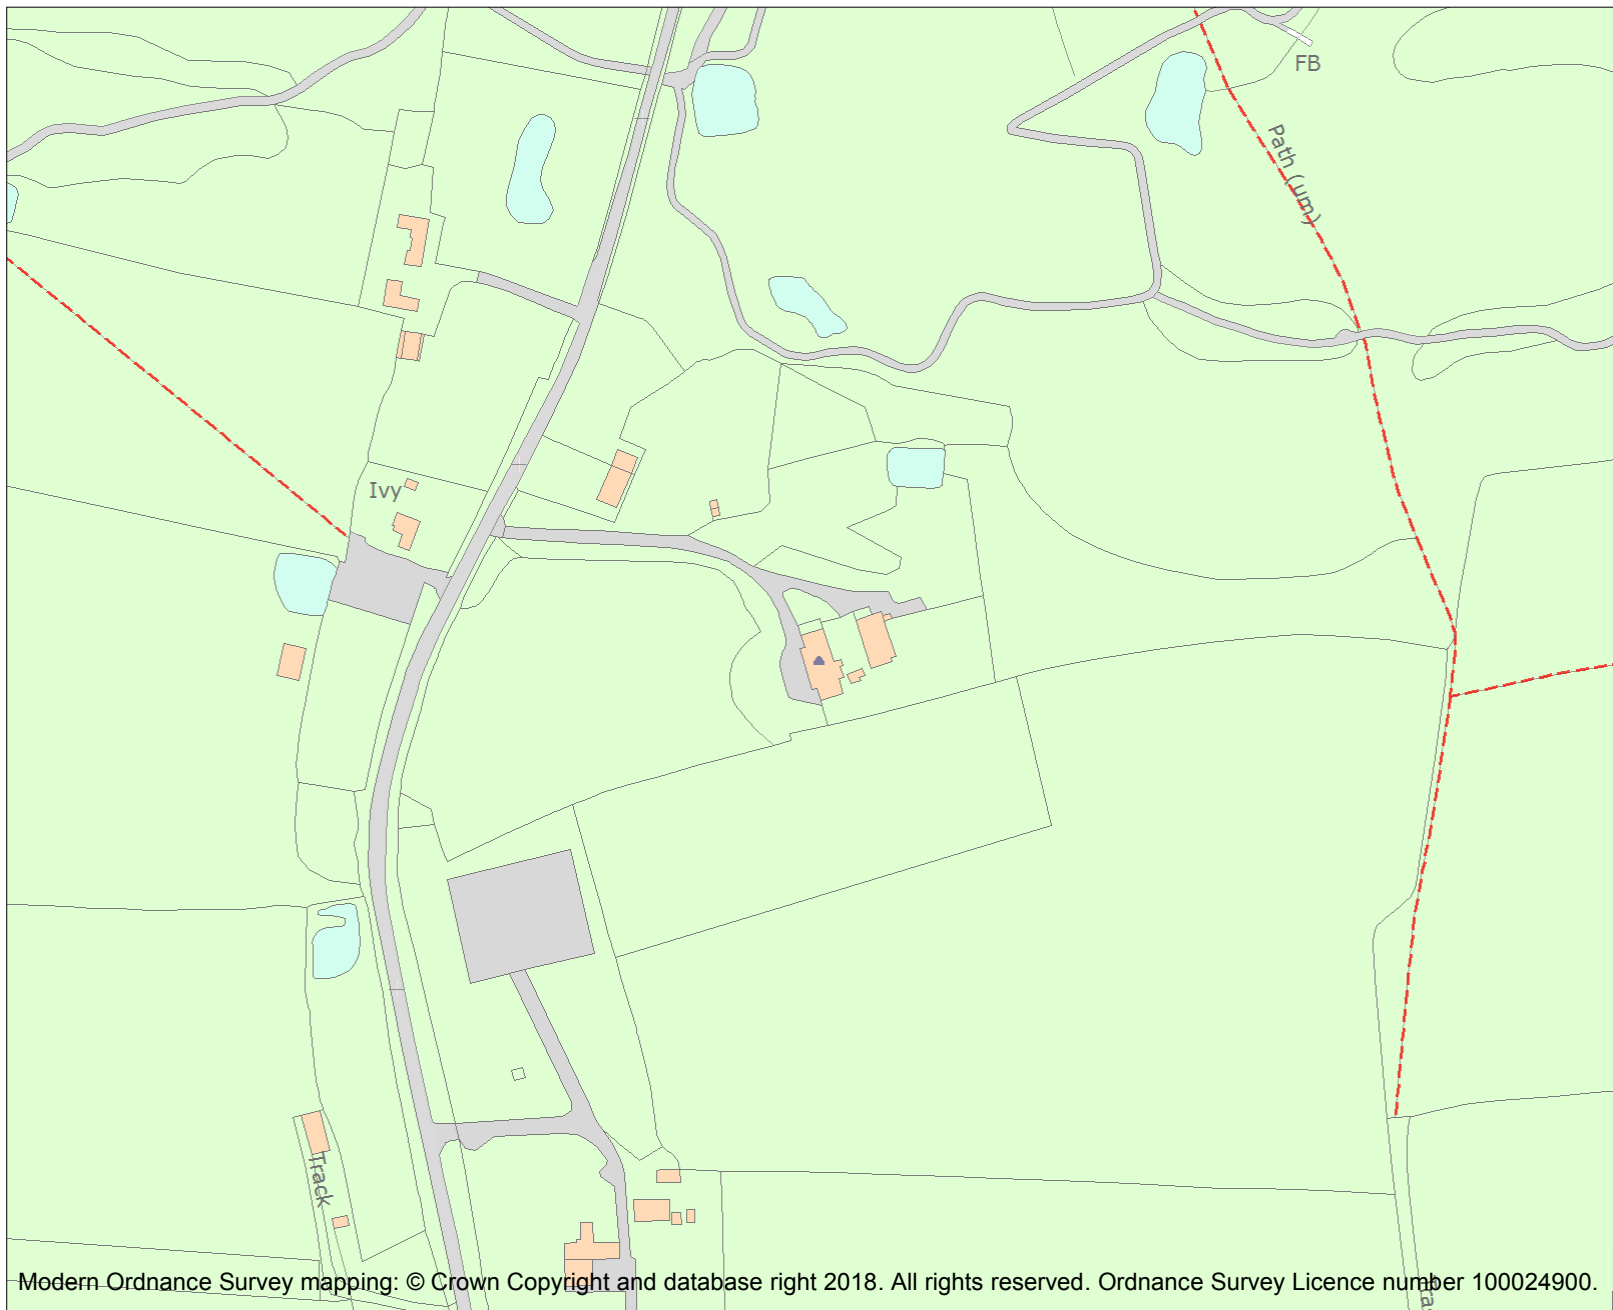 FB
Path (um)
Ivy
Track
Modern Ordnance Survey mapping: © Crown Copyright and database right 2018. All rights reserved. Ordnance Survey Licence number 100024900.